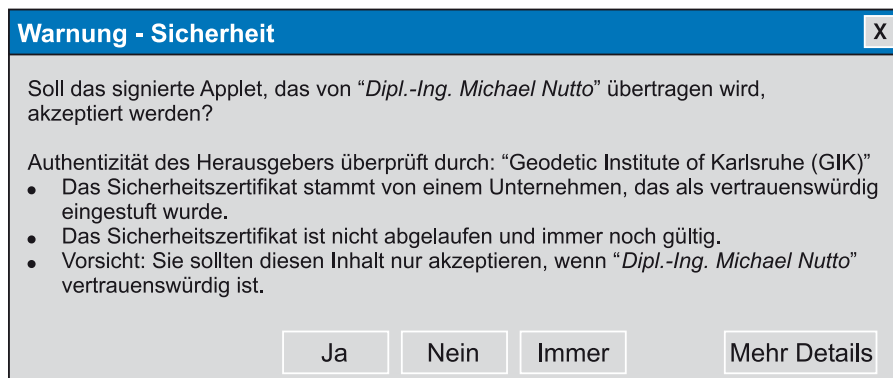 Warnung - Sicherheit X
Soll das signierte Applet, das von “Dipl.-Ing. Michael Nutto” übertragen wird,
akzeptiert werden?
Authentizität des Herausgebers überprüft durch: “Geodetic Institute of Karlsruhe (GIK)”
• Das Sicherheitszertifikat stammt von einem Unternehmen, das als vertrauenswürdig
eingestuft wurde.
• Das Sicherheitszertifikat ist nicht abgelaufen und immer noch gültig.
• Vorsicht: Sie sollten diesen Inhalt nur akzeptieren, wenn “Dipl.-Ing. Michael Nutto”
vertrauenswürdig ist.
Ja Nein Immer Mehr Details